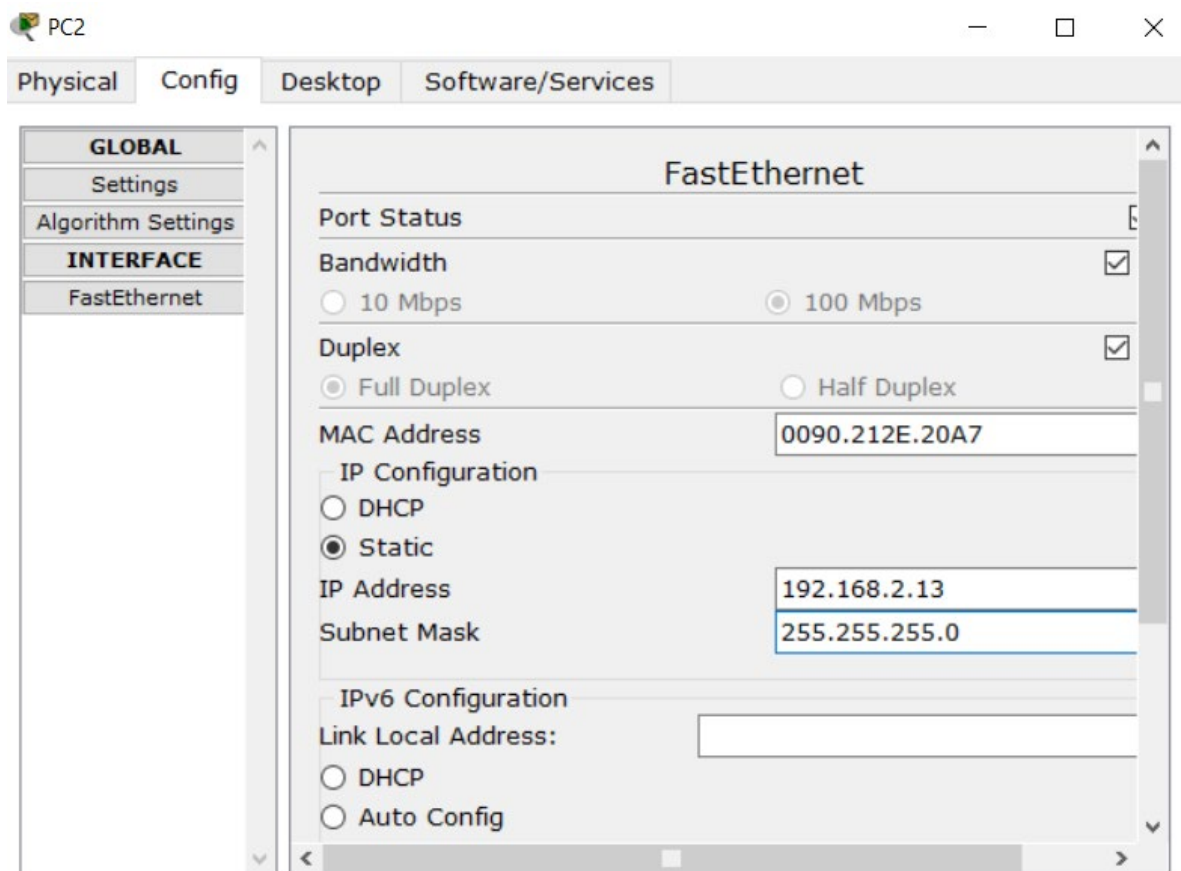 PC2
Physical Config Desktop Software/Services
GLOBAL
Settings
Algorithm Settings
INTERFACE
FastEthernet
FastEthernet
Port Status
Bandwidth
10 Mbps 100 Mbps
Duplex
Full Duplex Half Duplex
MAC Address 0090.212E.20A7
IP Configuration
DHCP
Static
IP Address 192.168.2.13
Subnet Mask 255.255.255.0
IPv6 Configuration
Link Local Address:
DHCP
Auto Config